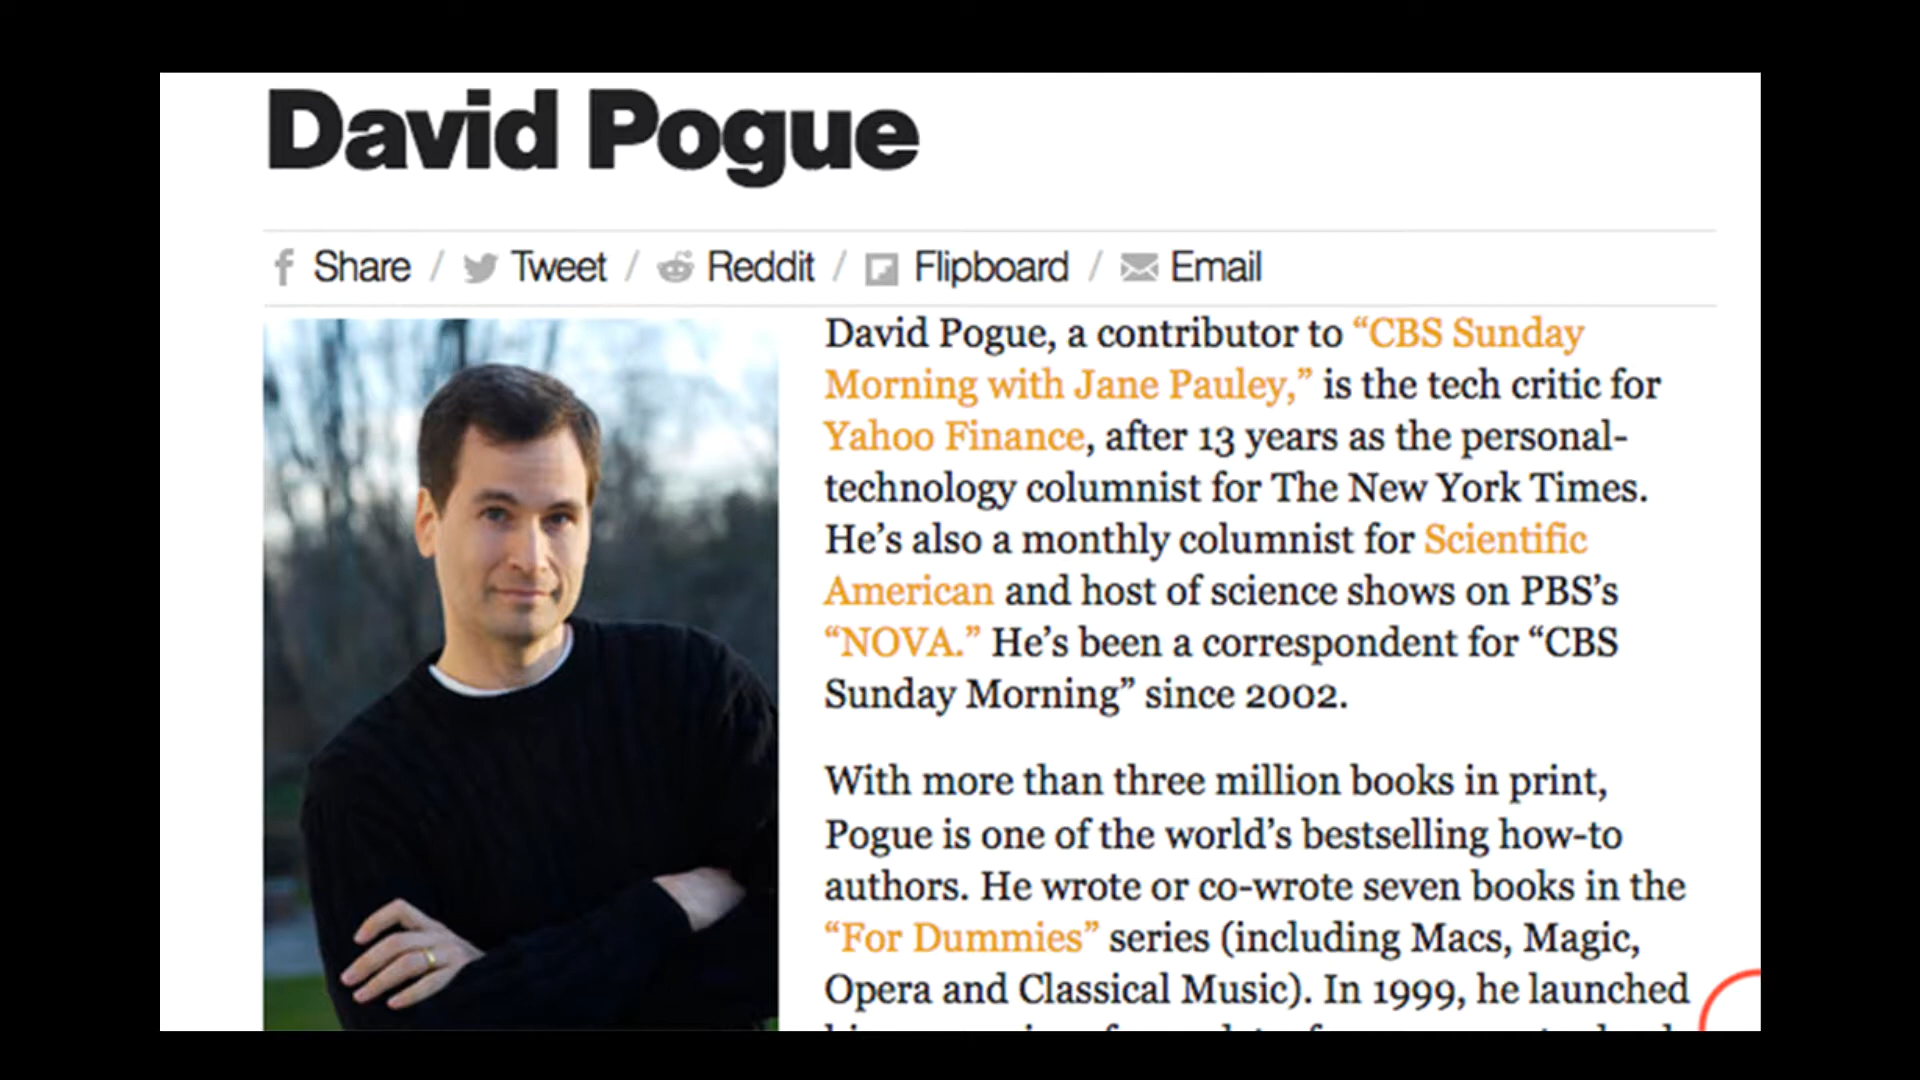 David Pogue
Share / Tweet / Reddit / Flipboard / Email
David Pogue, a contributor to “CBS Sunday
Morning with Jane Pauley,” is the tech critic for
Yahoo Finance, after 13 years as the personal-
technology columnist for The New York Times.
He’s also a monthly columnist for Scientific
American and host of science shows on PBS’s
“NOVA.” He’s been a correspondent for “CBS
Sunday Morning” since 2002.
With more than three million books in print,
Pogue is one of the world’s bestselling how-to
authors. He wrote or co-wrote seven books in the
“For Dummies” series (including Macs, Magic,
Opera and Classical Music). In 1999, he launched